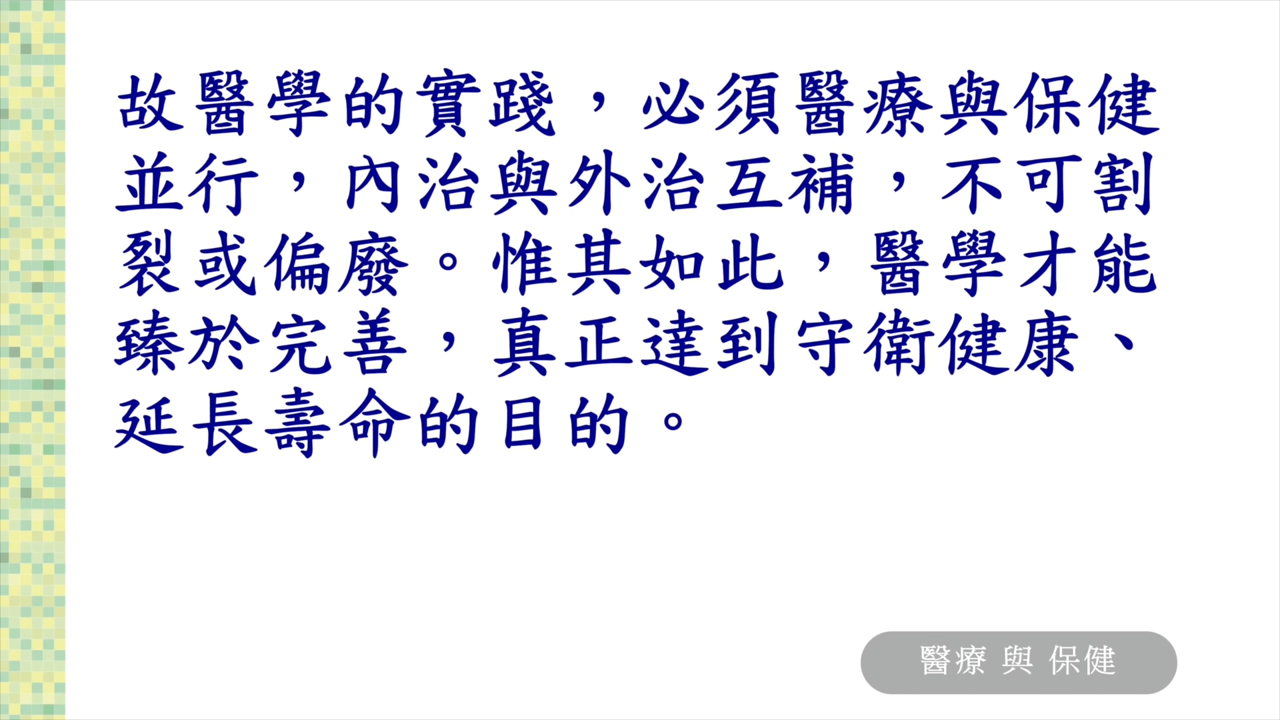 故醫學的實踐，必須醫療與保健
並行，內治與外治互補，不可割
裂或偏廢。惟其如此，醫學才能
臻於完善，真正達到守衛健康、
延長壽命的目的。
醫療 與 保健